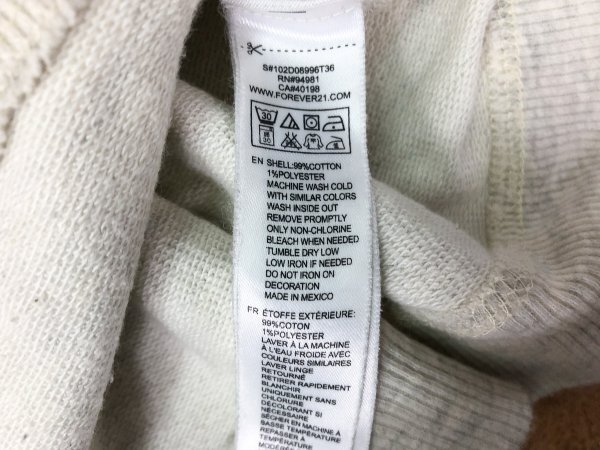 S#102D08996T36
RN#94981
CA#40198
WWW.FOREVER21.COM
30
30
EN SHELL:99%COTTON
1%POLYESTER
MACHINE WASH COLD
WITH SIMILAR COLORS
WASH INSIDE OUT
REMOVE PROMPTLY
ONLY NON-CHLORINE
BLEACH WHEN NEEDED
TUMBLE DRY LOW
LOW IRON IF NEEDED
DO NOT IRON ON
DECORATION
MADE IN MEXICO
FR ÉTOFFE EXTÉRIEURE:
99%COTON
1%POLYESTER
LAVER À LA MACHINE
À L'EAU FROIDE AVEC
COULEURS SIMILAIRES
LAVER LINGE
RETOURNÉ
RETIRER RAPIDEMENT
BLANCHIR
UNIQUEMENT SANS
CHLORURE
DÉCOLORANT SI
NÉCESSAIRE
SÉCHER EN MACHINE À
BASSE TEMPÉRATURE
REPASSER À
TEMPÉRATURE